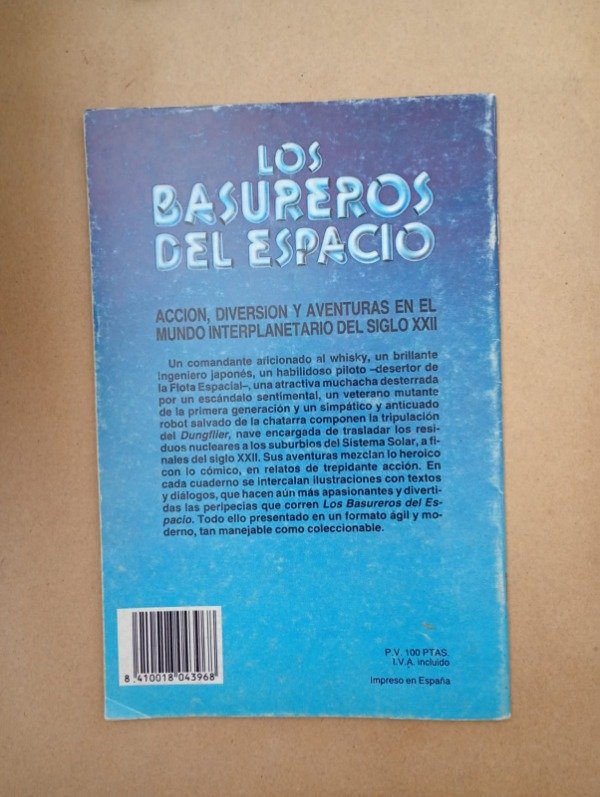 LOS
BASUREROS
DEL ESPACIO
ACCION, DIVERSION Y AVENTURAS EN EL
MUNDO INTERPLANETARIO DEL SIGLO XXII
Un comandante aficionado al whisky, un brillante
ingeniero japonés, un habilidoso piloto –desertor de
la Flota Espacial–, una atractiva muchacha desterrada
por un escándalo sentimental, un veterano mutante
de la primera generación y un simpático y anticuado
robot salvado de la chatarra componen la tripulación
del Dungflier, nave encargada de trasladar los resi-
duos nucleares a los suburbios del Sistema Solar, a fi-
nales del siglo XXII. Sus aventuras mezclan lo heroico
con lo cómico, en relatos de trepidante acción. En
cada cuaderno se intercalan ilustraciones con textos
y diálogos, que hacen aún más apasionantes y diverti-
das las peripecias que corren Los Basureros del Es-
pacio. Todo ello presentado en un formato ágil y mo-
derno, tan manejable como coleccionable.
8 410018 043968
P.V. 100 PTAS.
I.V.A. incluido
Impreso en España